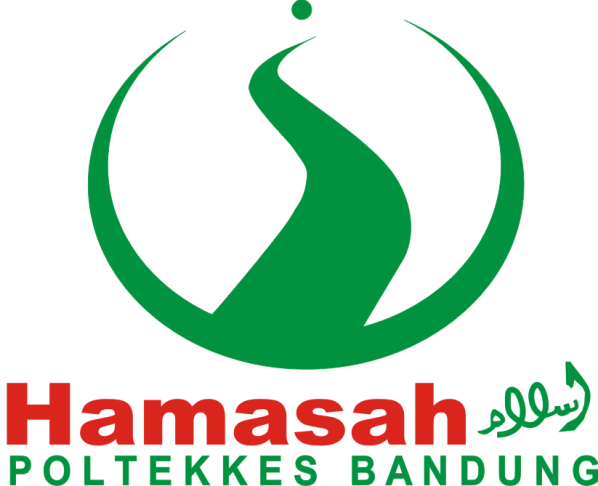 Hamasah إسلام
POLTEKKES BANDUNG